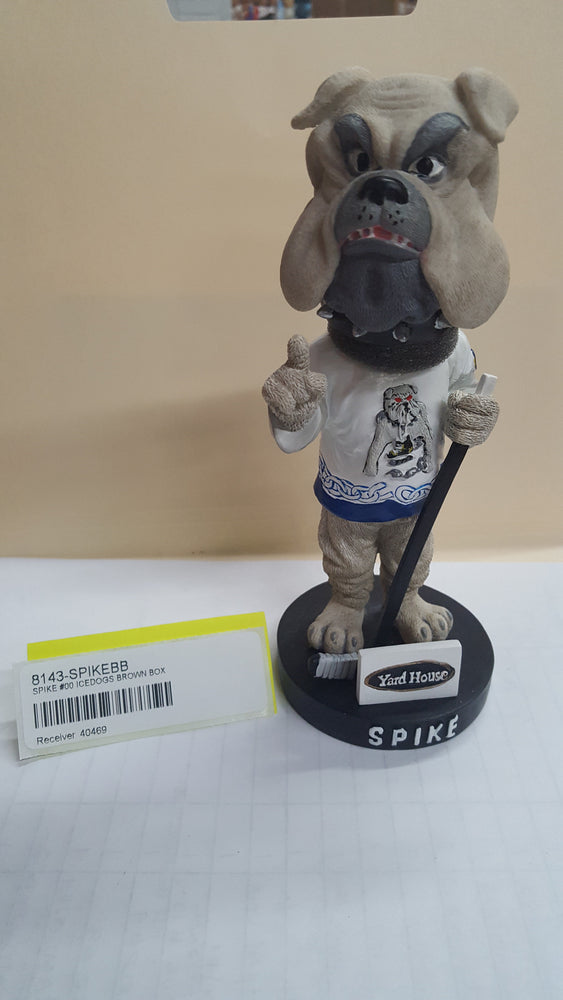 8143-SPIKEBB
SPIKE #00 ICEDOGS BROWN BOX
Receiver 40469
Yard House
SPIKE